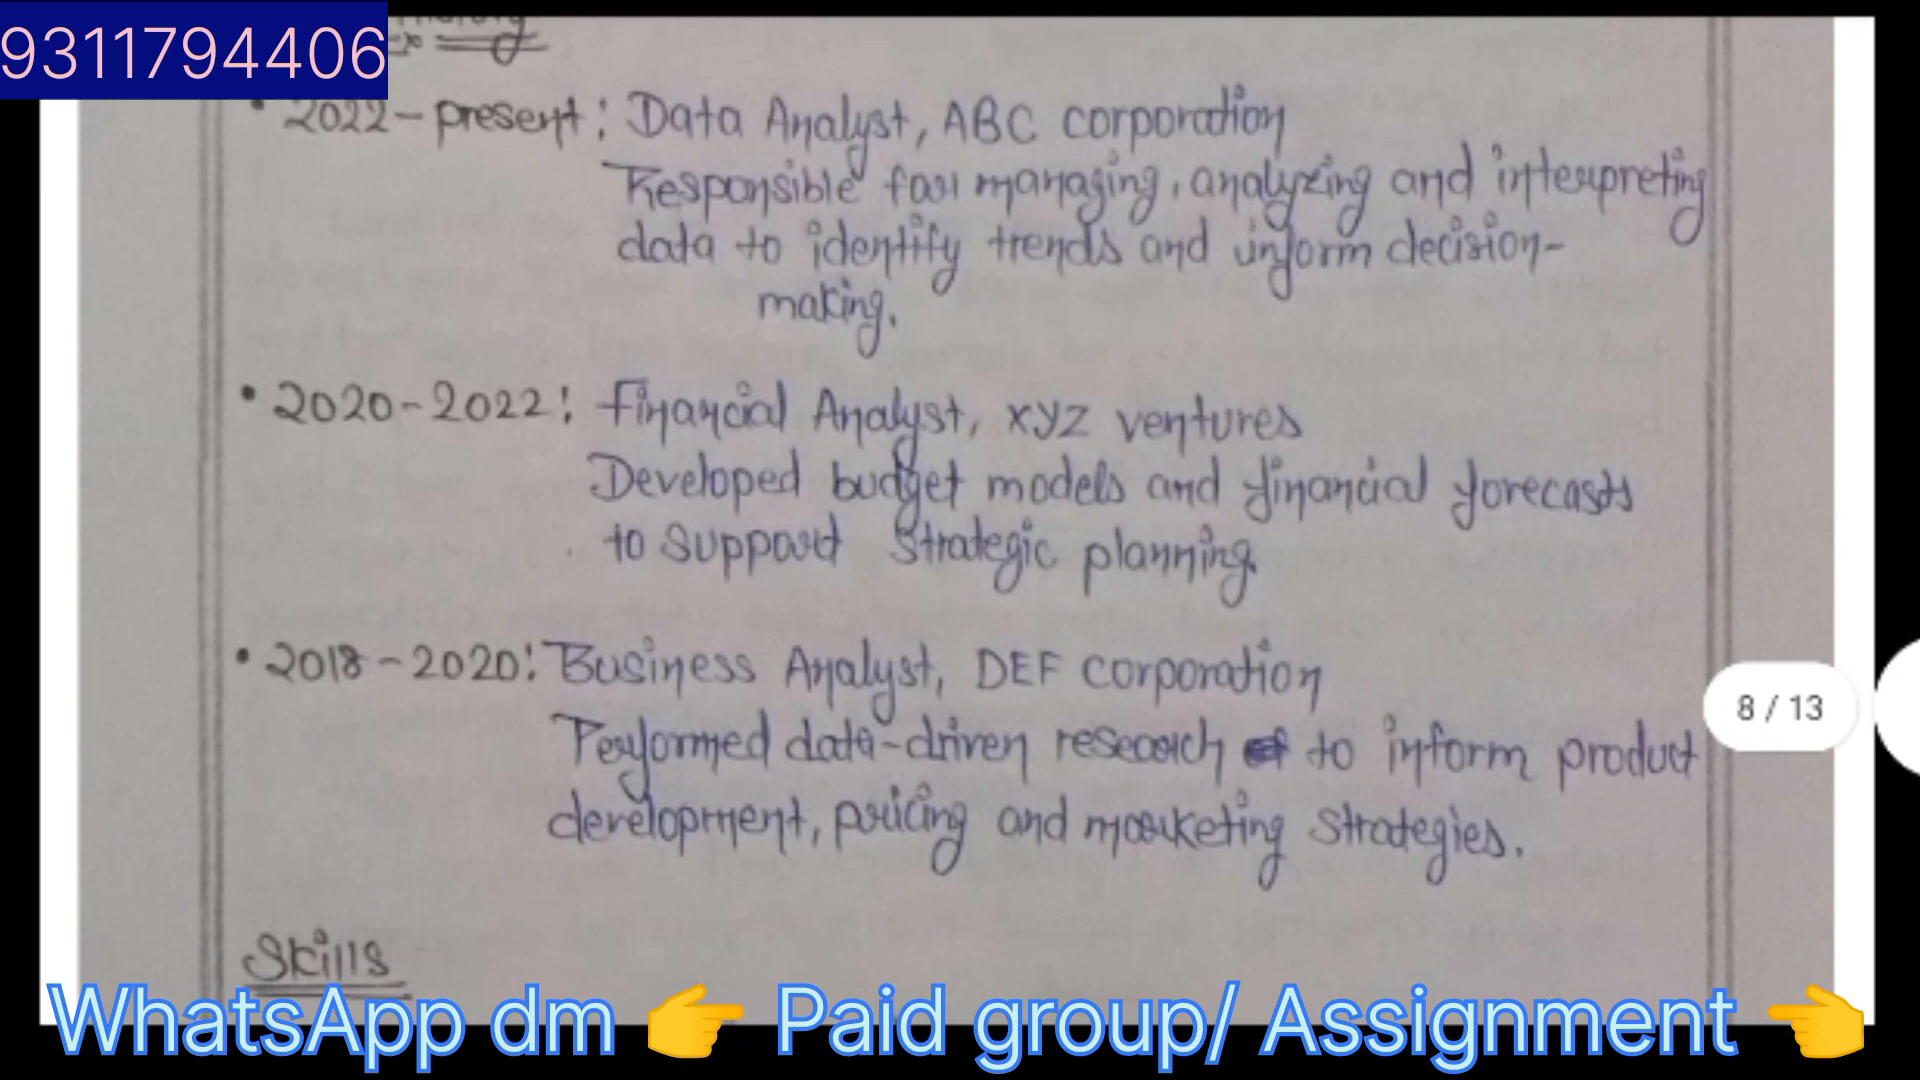 9311794406
• 2022-present: Data Analyst, ABC corporation
Responsible for managing, analyzing and interpreting
data to identify trends and inform decision-
making.
• 2020-2022: Financial Analyst, xyz ventures
Developed budget models and financial forecasts
to support strategic planning.
• 2018-2020: Business Analyst, DEF corporation
Performed data-driven research to inform product
development, pricing and marketing strategies.
8 / 13
Skills
WhatsApp dm 👉 Paid group/ Assignment 👈